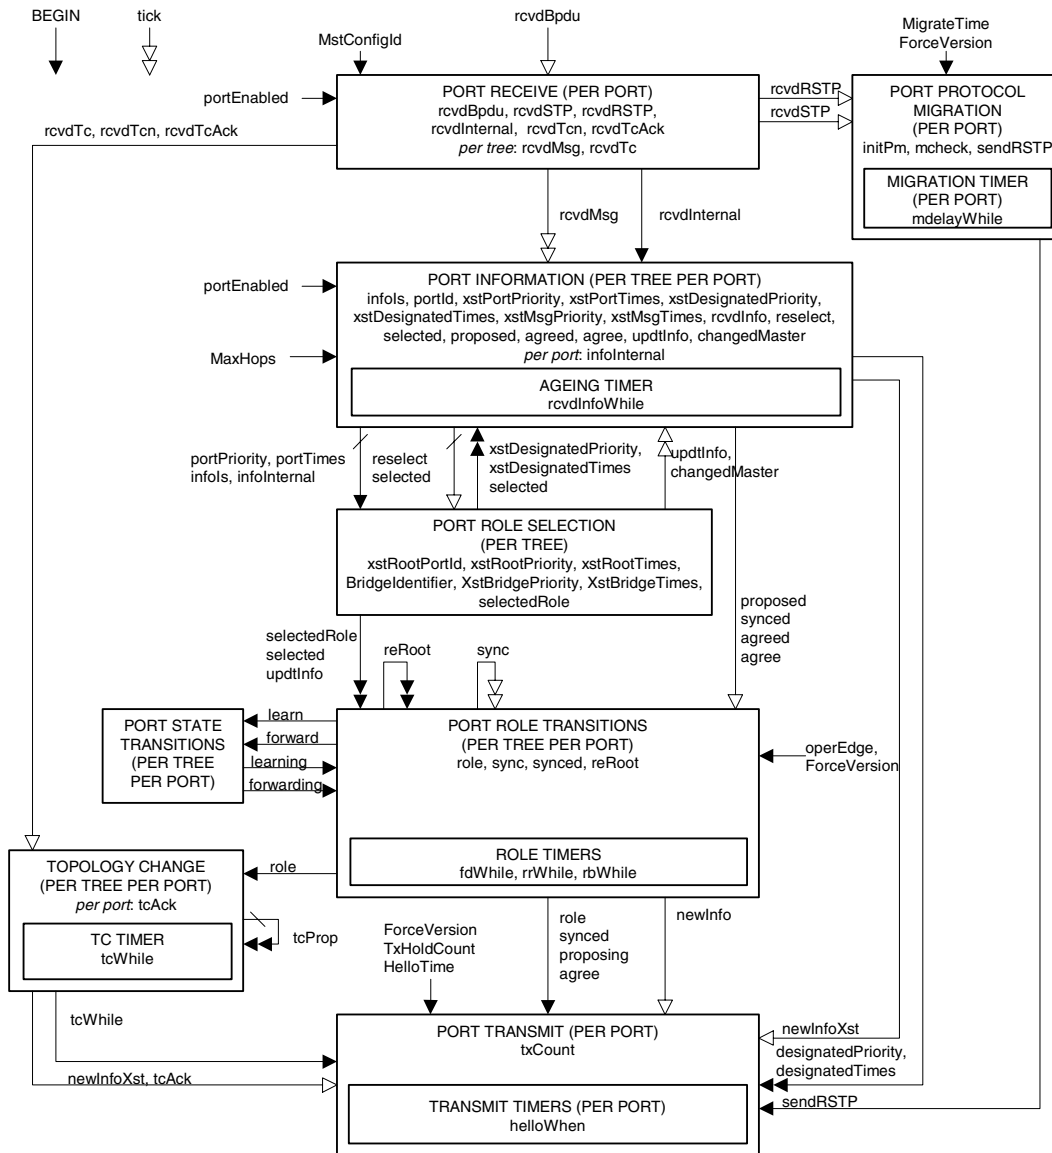 BEGIN
tick
rcvdBpdu
MstConfigId
MigrateTime
ForceVersion
portEnabled
PORT RECEIVE (PER PORT)
rcvdBpdu, rcvdSTP, rcvdRSTP,
rcvdInternal, rcvdTcn, rcvdTcAck
per tree: rcvdMsg, rcvdTc
rcvdRSTP
rcvdSTP
PORT PROTOCOL
MIGRATION
(PER PORT)
initPm, mcheck, sendRSTP
MIGRATION TIMER
(PER PORT)
mdelayWhile
rcvdTc, rcvdTcn, rcvdTcAck
rcvdMsg
rcvdInternal
portEnabled
MaxHops
PORT INFORMATION (PER TREE PER PORT)
infoIs, portId, xstPortPriority, xstPortTimes, xstDesignatedPriority,
xstDesignatedTimes, xstMsgPriority, xstMsgTimes, rcvdInfo, reselect,
selected, proposed, agreed, agree, updtInfo, changedMaster
per port: infoInternal
AGEING TIMER
rcvdInfoWhile
portPriority, portTimes
infoIs, infoInternal
reselect
selected
xstDesignatedPriority,
xstDesignatedTimes
selected
updtInfo,
changedMaster
PORT ROLE SELECTION
(PER TREE)
xstRootPortId, xstRootPriority, xstRootTimes,
BridgeIdentifier, XstBridgePriority, XstBridgeTimes,
selectedRole
proposed
synced
agreed
agree
selectedRole
selected
updtInfo
reRoot
sync
PORT STATE
TRANSITIONS
(PER TREE
PER PORT)
learn
forward
learning
forwarding
PORT ROLE TRANSITIONS
(PER TREE PER PORT)
role, sync, synced, reRoot
ROLE TIMERS
fdWhile, rrWhile, rbWhile
operEdge,
ForceVersion
TOPOLOGY CHANGE
(PER TREE PER PORT)
per port: tcAck
TC TIMER
tcWhile
role
tcProp
ForceVersion
TxHoldCount
HelloTime
role
synced
proposing
agree
newInfo
tcWhile
newInfoXst, tcAck
PORT TRANSMIT (PER PORT)
txCount
TRANSMIT TIMERS (PER PORT)
helloWhen
newInfoXst
designatedPriority,
designatedTimes
sendRSTP